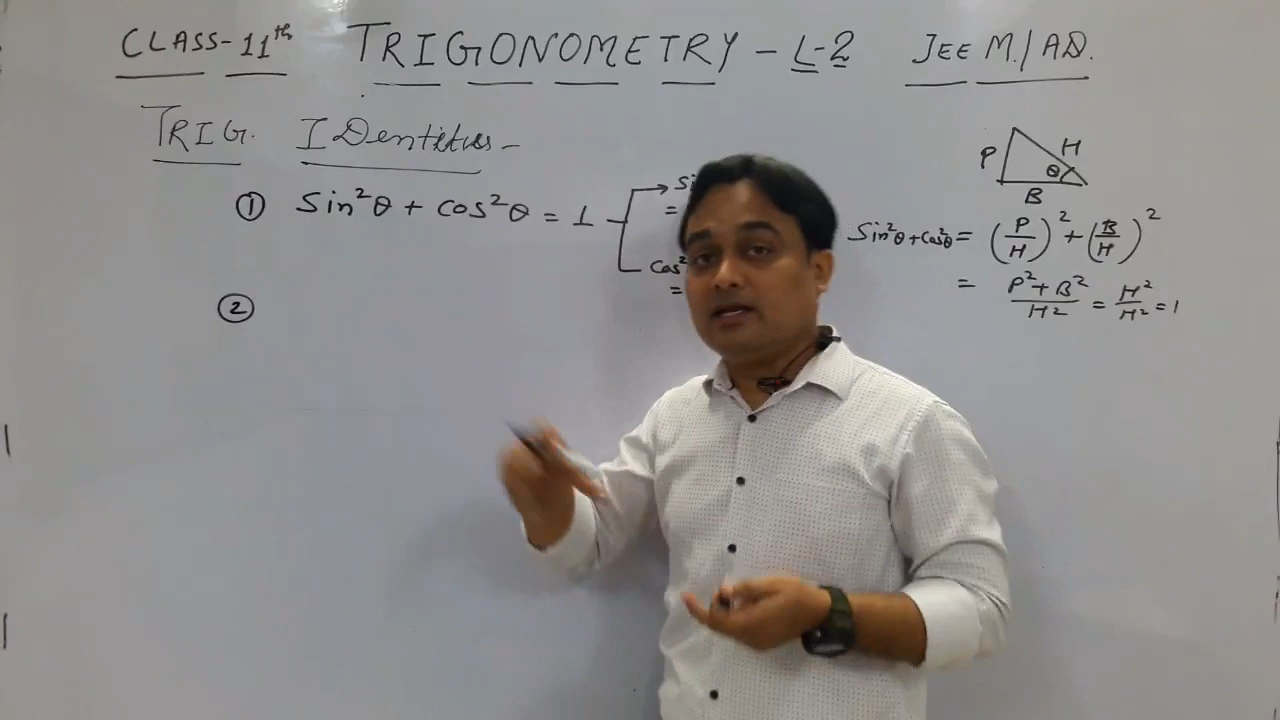 CLASS-11th TRIGONOMETRY - L-2 JEE M./AD.
TRIG. IDentities -
① Sin²θ + cos²θ = 1
=
cos²
=
②
P H
θ
B
Sin²θ + cos²θ = (P/H)² + (B/H)²
= P² + B² / H² = H²/H² = 1